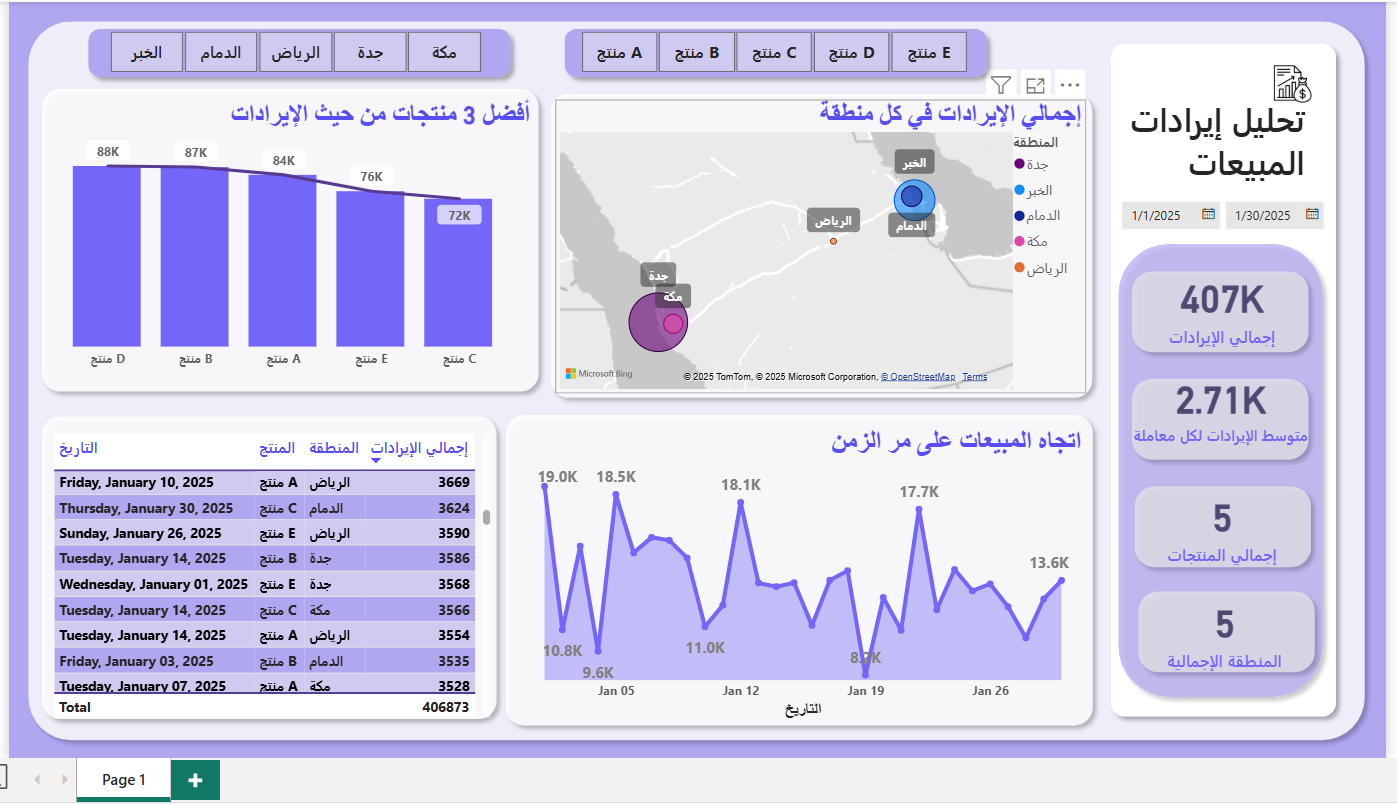 مكة
جدة
الرياض
الدمام
الخبر
منتج A
منتج B
منتج C
منتج D
منتج E
تحليل إيرادات
المبيعات
1/1/2025
1/30/2025
407K
إجمالي الإيرادات
2.71K
متوسط الإيرادات لكل معاملة
5
إجمالي المنتجات
5
المنطقة الإجمالية
إجمالي الإيرادات في كل منطقة
المنطقة
جدة
الخبر
الدمام
مكة
الرياض
الخبر
الدمام
الرياض
جدة
مكة
Microsoft Bing
© 2025 TomTom, © 2025 Microsoft Corporation, © OpenStreetMap Terms
أفضل 3 منتجات من حيث الإيرادات
88K
87K
84K
76K
72K
منتج D
منتج B
منتج A
منتج E
منتج C
اتجاه المبيعات على مر الزمن
19.0K
18.5K
18.1K
17.7K
13.6K
10.8K
9.6K
11.0K
Jan 05
Jan 12
Jan 19
Jan 26
التاريخ
التاريخ المنتج المنطقة إجمالي الإيرادات
Friday, January 10, 2025 منتج A الرياض 3669
Thursday, January 30, 2025 منتج C الدمام 3624
Sunday, January 26, 2025 منتج E الرياض 3590
Tuesday, January 14, 2025 منتج B جدة 3586
Wednesday, January 01, 2025 منتج E جدة 3568
Tuesday, January 14, 2025 منتج C مكة 3566
Tuesday, January 14, 2025 منتج A الرياض 3554
Friday, January 03, 2025 منتج B الدمام 3535
Tuesday, January 07, 2025 منتج A مكة 3528
Total 406873
Page 1